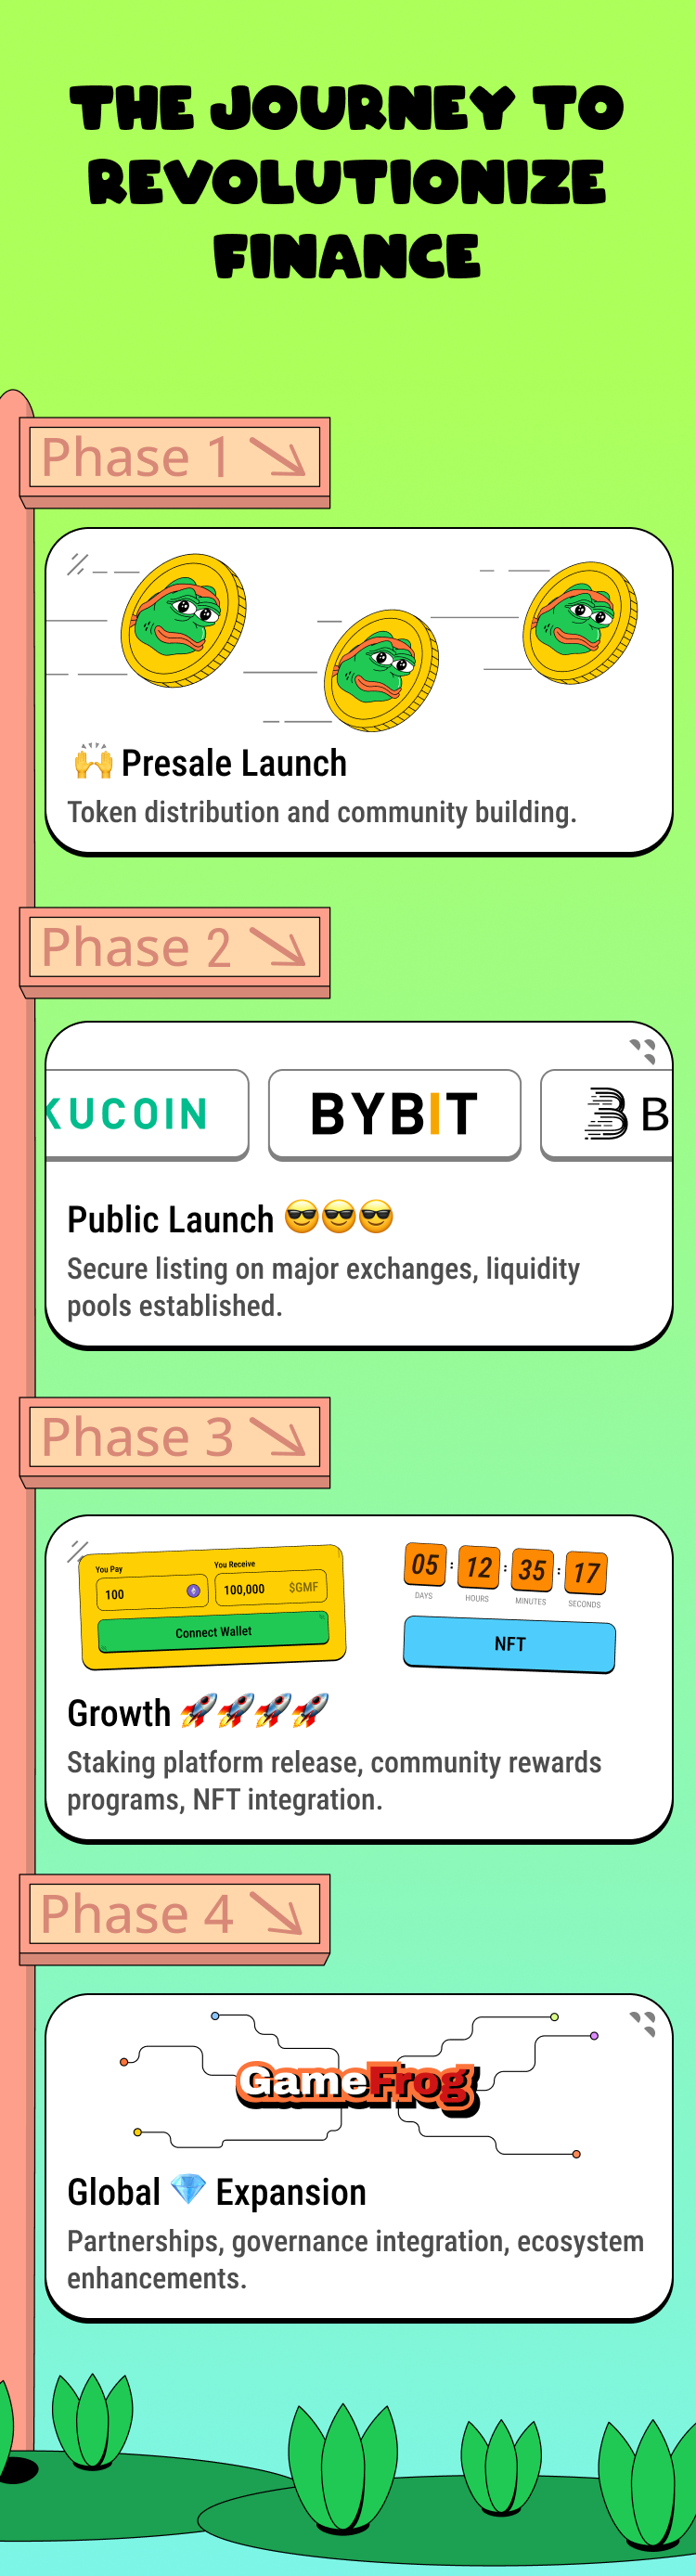 THE JOURNEY TO
REVOLUTIONIZE
FINANCE
Phase 1
🙌 Presale Launch
Token distribution and community building.
Phase 2
KUCOIN
BYBIT
B
Public Launch 😎😎😎
Secure listing on major exchanges, liquidity
pools established.
Phase 3
You Pay
You Receive
100
100,000 $GMF
Connect Wallet
05 : 12 : 35 : 17
DAYS HOURS MINUTES SECONDS
NFT
Growth 🚀🚀🚀🚀
Staking platform release, community rewards
programs, NFT integration.
Phase 4
GameFrog
Global 💎 Expansion
Partnerships, governance integration, ecosystem
enhancements.